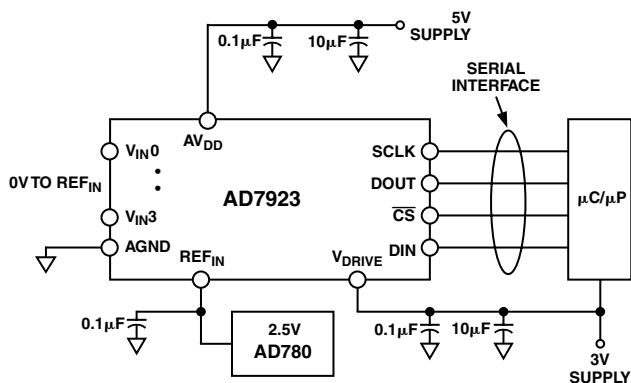 5V
SUPPLY
0.1μF
10μF
SERIAL
INTERFACE
AVDD
VIN0
0V TO REFIN
VIN3
AGND
AD7923
SCLK
DOUT
CS
DIN
μC/μP
REFIN
VDRIVE
0.1μF
2.5V
AD780
0.1μF
10μF
3V
SUPPLY